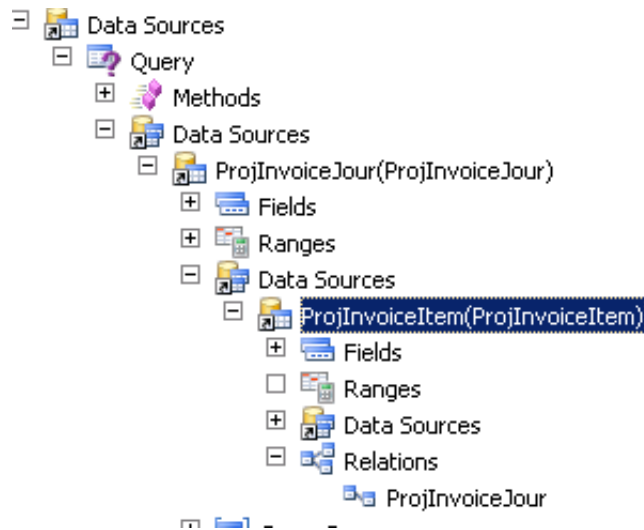 Data Sources
Query
Methods
Data Sources
ProjInvoiceJour(ProjInvoiceJour)
Fields
Ranges
Data Sources
ProjInvoiceItem(ProjInvoiceItem)
Fields
Ranges
Data Sources
Relations
ProjInvoiceJour